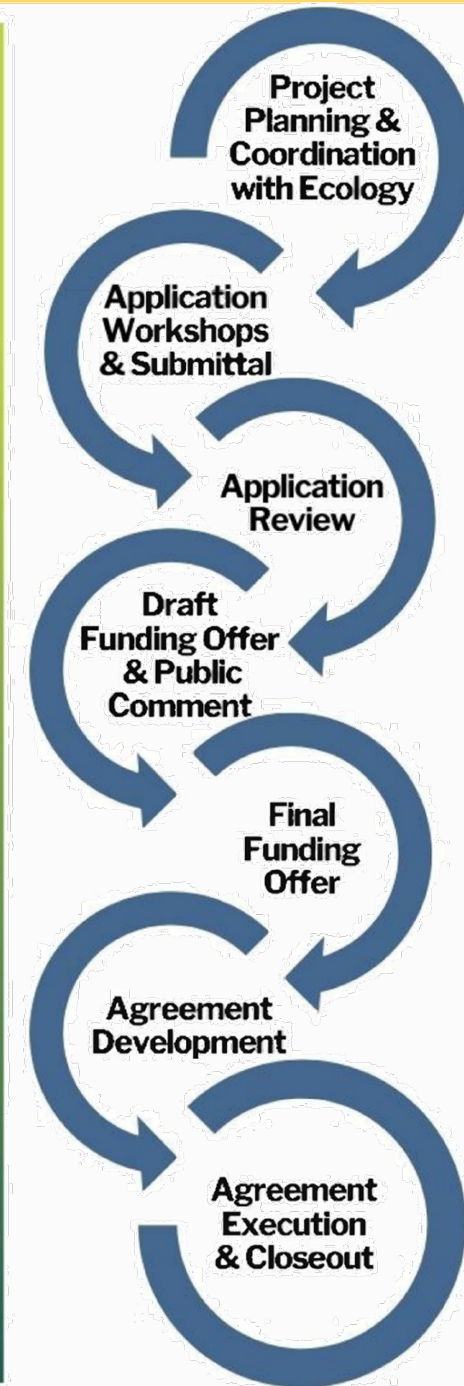 Project
Planning &
Coordination
with Ecology
Application
Workshops
& Submittal
Application
Review
Draft
Funding Offer
& Public
Comment
Final
Funding
Offer
Agreement
Development
Agreement
Execution
& Closeout